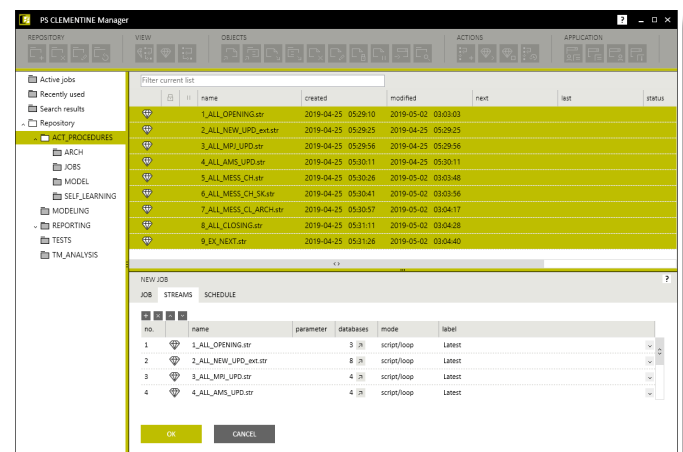 PS CLEMENTINE Manager ?
REPOSITORY VIEW OBJECTS ACTIONS APPLICATION
Active jobs
Recently used
Search results
Repository
ACT_PROCEDURES
ARCH
JOBS
MODEL
SELF_LEARNING
MODELING
REPORTING
TESTS
TM_ANALYSIS
Filter current list
name created modified next last status
1_ALL_OPENING.str 2019-04-25 05:29:10 2019-05-02 03:03:03
2_ALL_NEW_UPD_ext.str 2019-04-25 05:29:25 2019-04-25 05:29:25
3_ALL_MPJ_UPD.str 2019-04-25 05:29:56 2019-04-25 05:29:56
4_ALL_AMS_UPD.str 2019-04-25 05:30:11 2019-04-25 05:30:11
5_ALL_MESS_CH.str 2019-04-25 05:30:26 2019-05-02 03:03:48
6_ALL_MESS_CH_SK.str 2019-04-25 05:30:41 2019-05-02 03:03:56
7_ALL_MESS_CL_ARCH.str 2019-04-25 05:30:57 2019-05-02 03:04:17
8_ALL_CLOSING.str 2019-04-25 05:31:11 2019-05-02 03:04:28
9_EX_NEXT.str 2019-04-25 05:31:26 2019-05-02 03:04:40
NEW JOB ?
JOB STREAMS SCHEDULE
no. name parameter databases mode label
1 1_ALL_OPENING.str 3 script/loop Latest
2 2_ALL_NEW_UPD_ext.str 8 script/loop Latest
3 3_ALL_MPJ_UPD.str 4 script/loop Latest
4 4_ALL_AMS_UPD.str 4 script/loop Latest
OK CANCEL